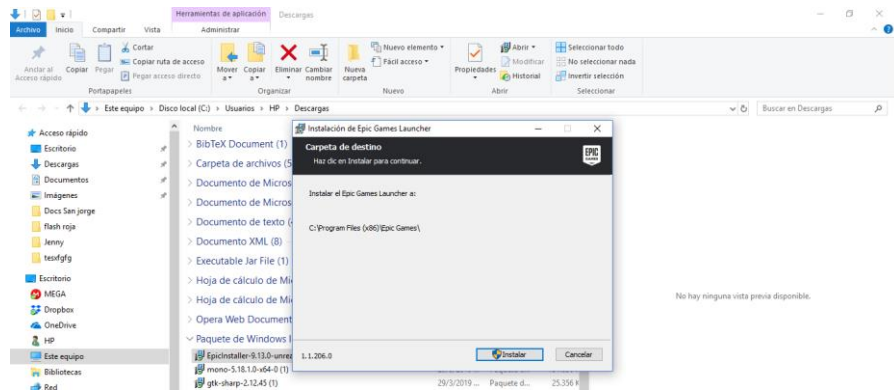 Herramientas de aplicación Descargas
Archivo Inicio Compartir Vista Administrar
Anclar al Acceso rápido
Copiar
Pegar
Cortar
Copiar ruta de acceso
Pegar acceso directo
Portapapeles
Mover a
Copiar a
Eliminar
Cambiar nombre
Organizar
Nueva carpeta
Nuevo elemento
Fácil acceso
Nuevo
Propiedades
Abrir
Modificar
Historial
Abrir
Seleccionar todo
No seleccionar nada
Invertir selección
Seleccionar
Este equipo > Disco local (C:) > Usuarios > HP > Descargas
Buscar en Descargas
Acceso rápido
Escritorio
Descargas
Documentos
Imágenes
Docs San jorge
flash roja
Jenny
tesxfgfg
Escritorio
MEGA
Dropbox
OneDrive
HP
Este equipo
Bibliotecas
Red
Nombre
BibTeX Document (1)
Carpeta de archivos (5
Documento de Micros
Documento de Micros
Documento de texto (
Documento XML (8)
Executable Jar File (1)
Hoja de cálculo de Mi
Hoja de cálculo de Mi
Opera Web Document
Paquete de Windows I
EpicInstaller-9.13.0-unrea
mono-5.18.1.0-x64-0 (1)
gtk-sharp-2.12.45 (1) 29/3/2019 ... Paquete d... 25.356 K
Instalación de Epic Games Launcher
Carpeta de destino
Haz clic en Instalar para continuar.
EPIC GAMES
Instalar el Epic Games Launcher a:
C:\Program Files (x86)\Epic Games\
1.1.206.0
Instalar
Cancelar
No hay ninguna vista previa disponible.